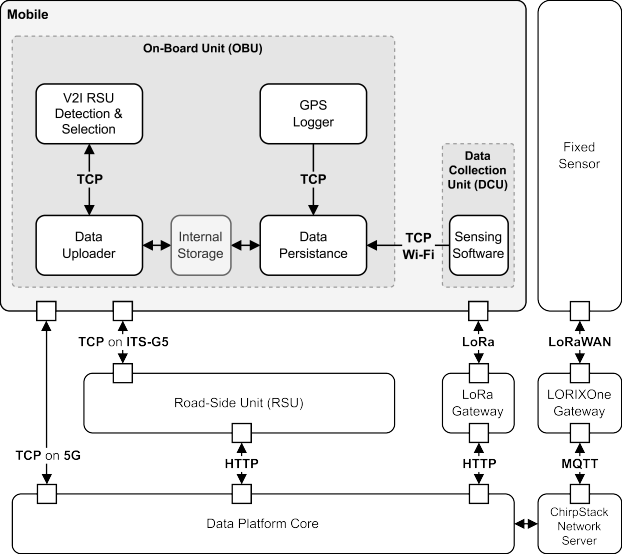 Mobile
On-Board Unit (OBU)
V2I RSU
Detection &
Selection
GPS
Logger
Fixed
Sensor
TCP
TCP
Data
Collection
Unit (DCU)
Data
Uploader
Internal
Storage
Data
Persistance
TCP
Wi-Fi
Sensing
Software
TCP on ITS-G5
LoRa
LoRaWAN
Road-Side Unit (RSU)
LoRa
Gateway
LORIXOne
Gateway
TCP on 5G
HTTP
HTTP
MQTT
Data Platform Core
ChirpStack
Network
Server